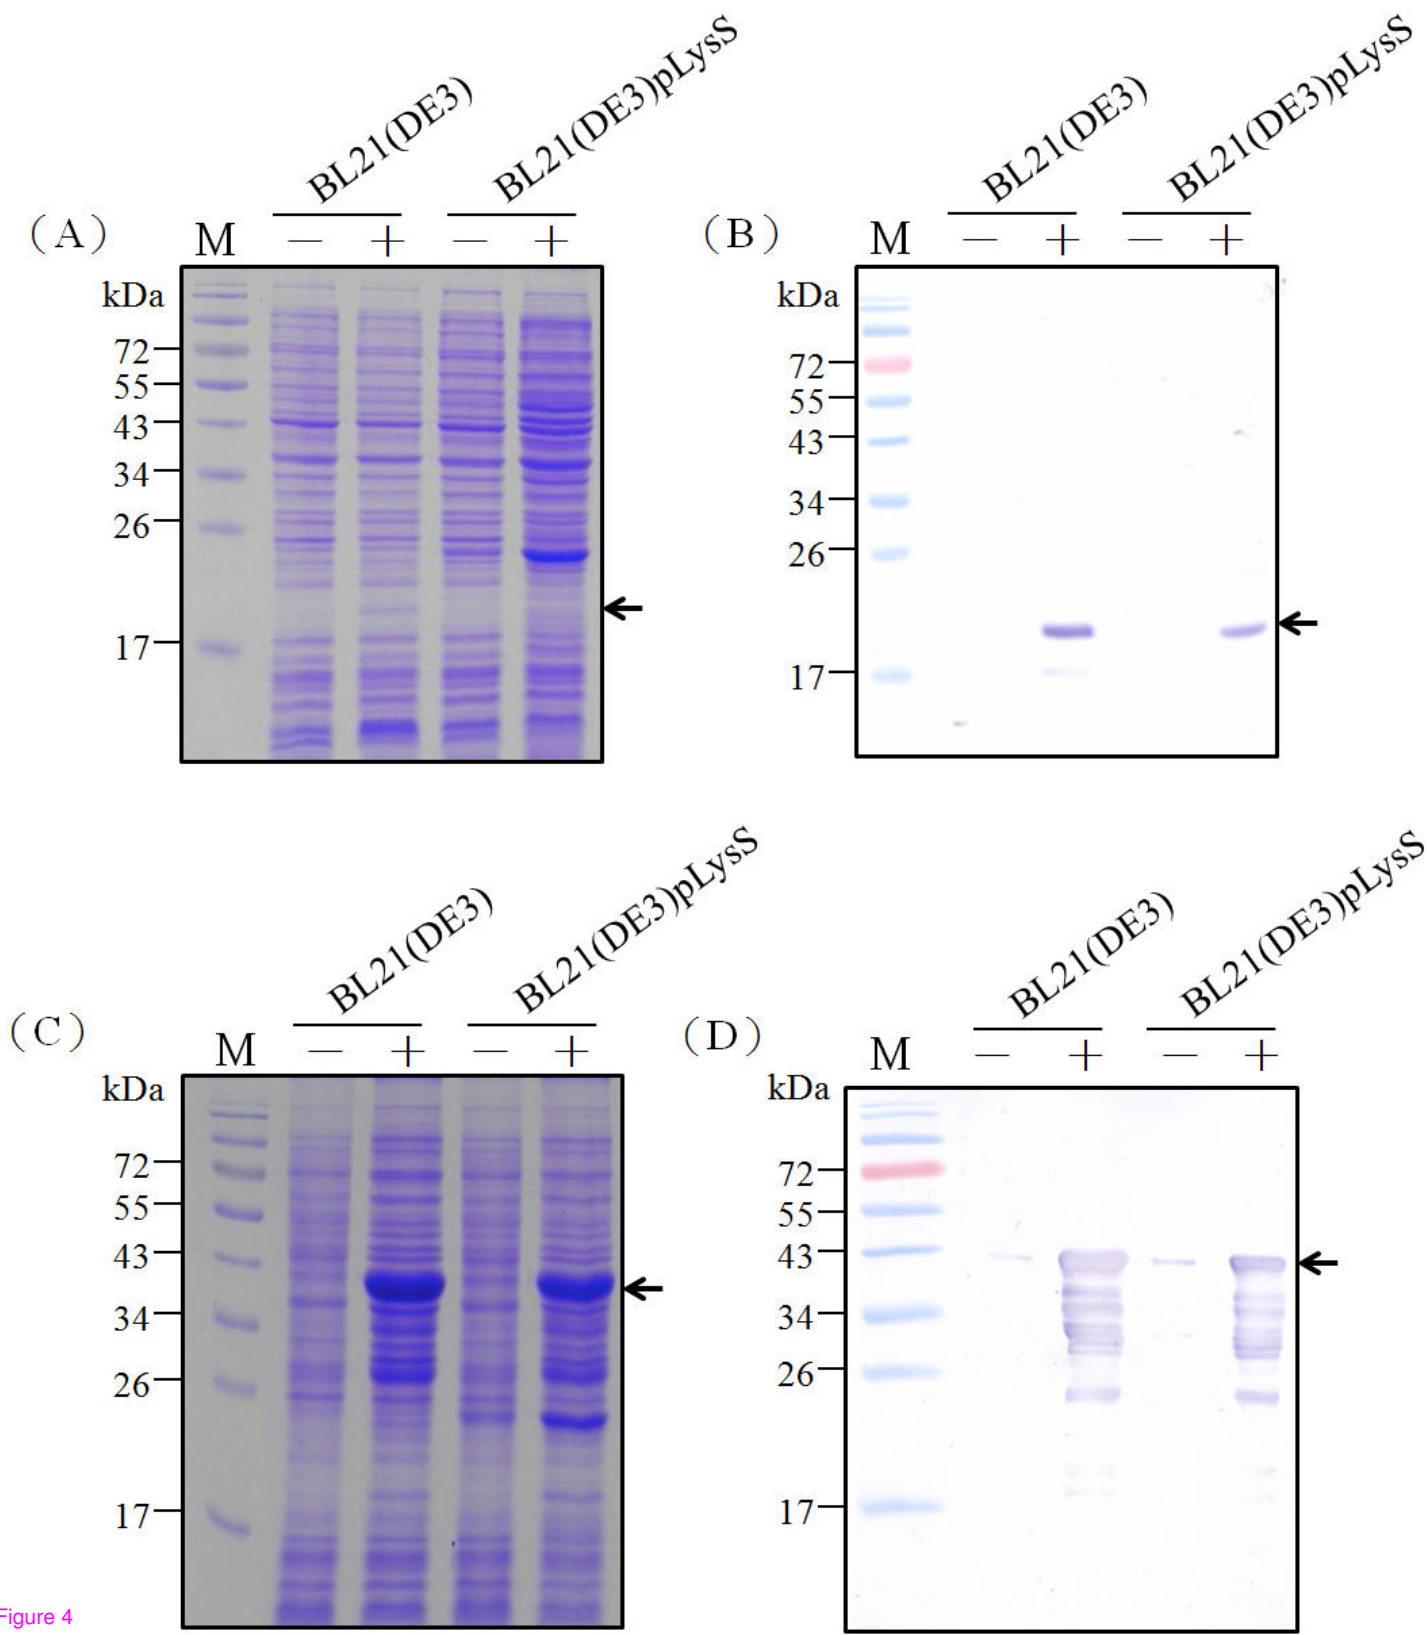 BL21(DE3)
BL21(DE3)pLysS
(A)
M
— + — +
kDa
72
55
43
34
26
17
BL21(DE3)
BL21(DE3)pLysS
(B)
M
— + — +
kDa
72
55
43
34
26
17
BL21(DE3)
BL21(DE3)pLysS
(C)
M
— + — +
kDa
72
55
43
34
26
17
BL21(DE3)
BL21(DE3)pLysS
(D)
M
— + — +
kDa
72
55
43
34
26
17
Figure 4